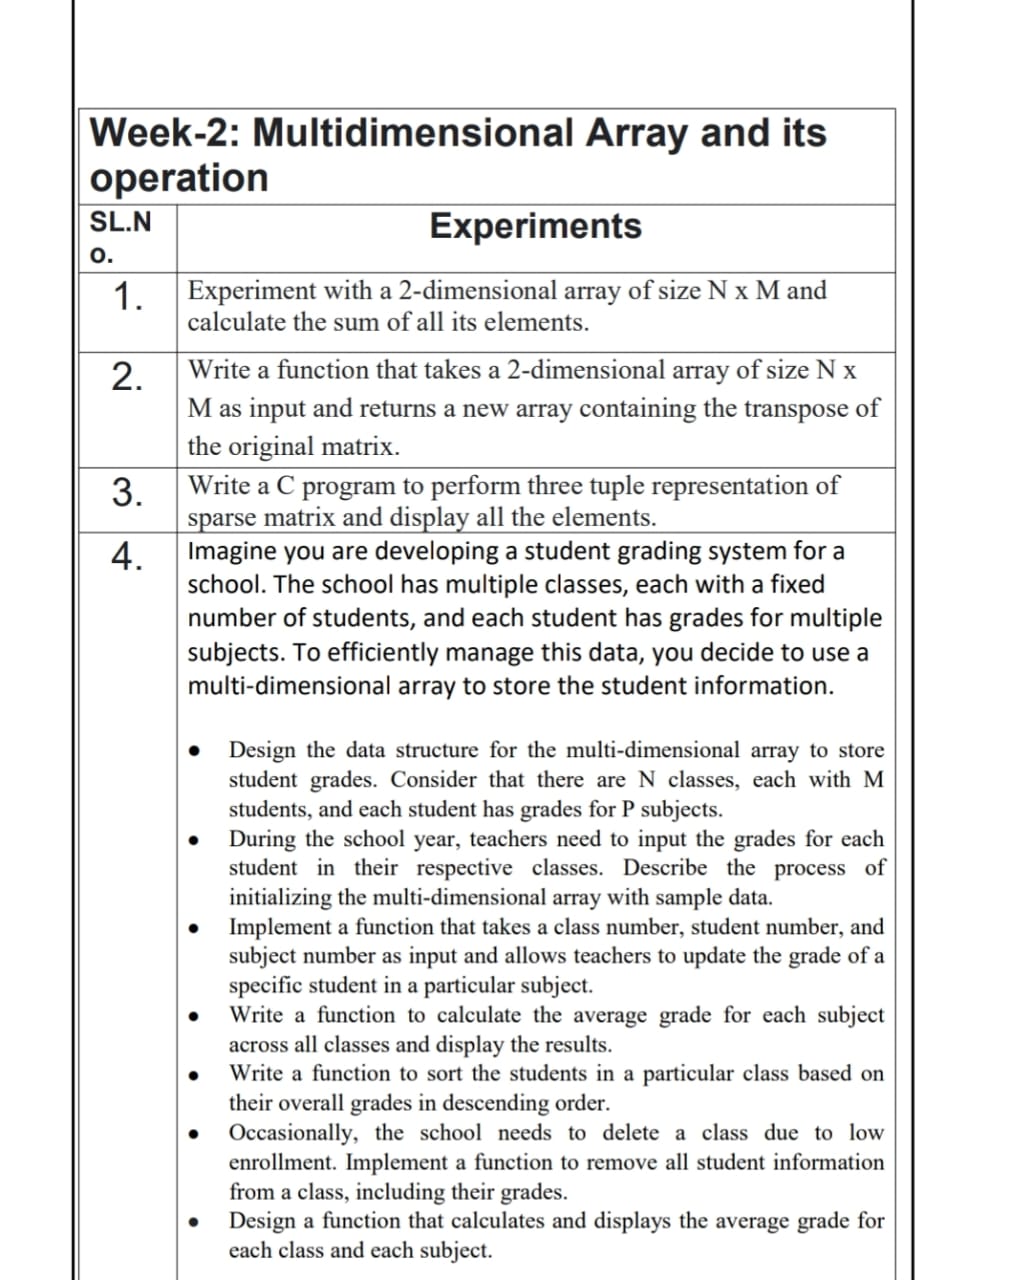 Week-2: Multidimensional Array and its
operation
SL.N
o.
Experiments
1.
Experiment with a 2-dimensional array of size N x M and
calculate the sum of all its elements.
2.
Write a function that takes a 2-dimensional array of size N x
M as input and returns a new array containing the transpose of
the original matrix.
3.
Write a C program to perform three tuple representation of
sparse matrix and display all the elements.
4.
Imagine you are developing a student grading system for a
school. The school has multiple classes, each with a fixed
number of students, and each student has grades for multiple
subjects. To efficiently manage this data, you decide to use a
multi-dimensional array to store the student information.
• Design the data structure for the multi-dimensional array to store
student grades. Consider that there are N classes, each with M
students, and each student has grades for P subjects.
• During the school year, teachers need to input the grades for each
student in their respective classes. Describe the process of
initializing the multi-dimensional array with sample data.
• Implement a function that takes a class number, student number, and
subject number as input and allows teachers to update the grade of a
specific student in a particular subject.
• Write a function to calculate the average grade for each subject
across all classes and display the results.
• Write a function to sort the students in a particular class based on
their overall grades in descending order.
• Occasionally, the school needs to delete a class due to low
enrollment. Implement a function to remove all student information
from a class, including their grades.
• Design a function that calculates and displays the average grade for
each class and each subject.